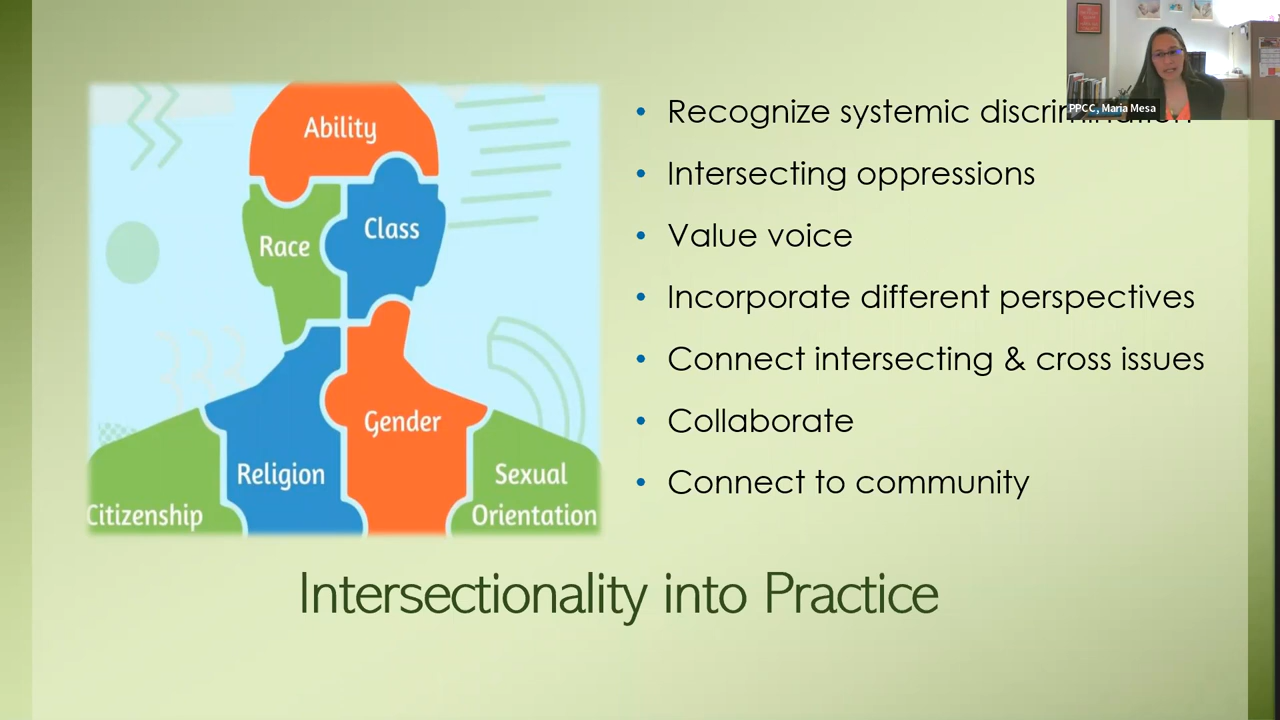 Ability
Race
Class
Gender
Religion
Sexual
Orientation
Citizenship
• Recognize systemic discrimination
• Intersecting oppressions
• Value voice
• Incorporate different perspectives
• Connect intersecting & cross issues
• Collaborate
• Connect to community
PPCC, Maria Mesa
Intersectionality into Practice